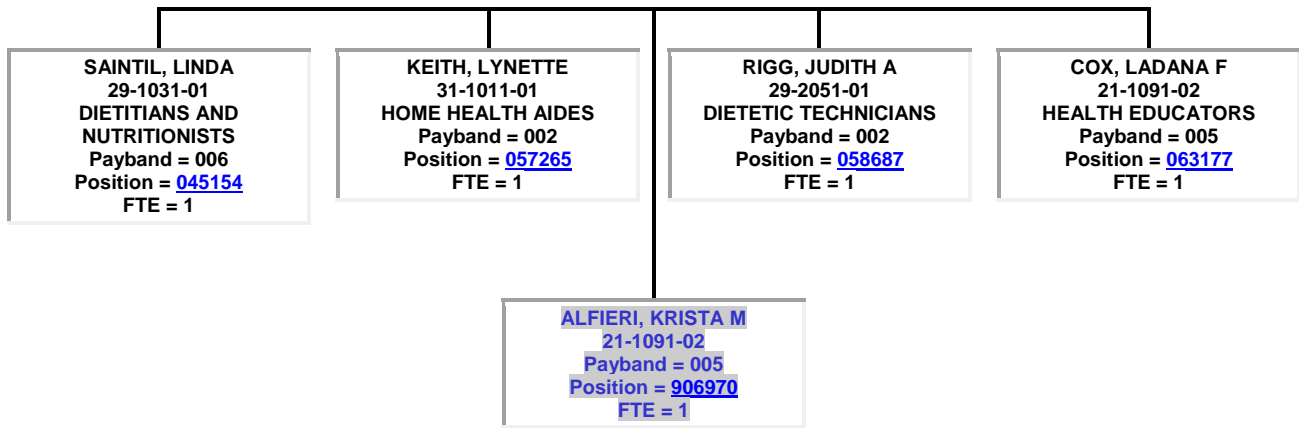 SAINTIL, LINDA
29-1031-01
DIETITIANS AND
NUTRITIONISTS
Payband = 006
Position = 045154
FTE = 1
KEITH, LYNETTE
31-1011-01
HOME HEALTH AIDES
Payband = 002
Position = 057265
FTE = 1
RIGG, JUDITH A
29-2051-01
DIETETIC TECHNICIANS
Payband = 002
Position = 058687
FTE = 1
COX, LADANA F
21-1091-02
HEALTH EDUCATORS
Payband = 005
Position = 063177
FTE = 1
ALFIERI, KRISTA M
21-1091-02
Payband = 005
Position = 906970
FTE = 1